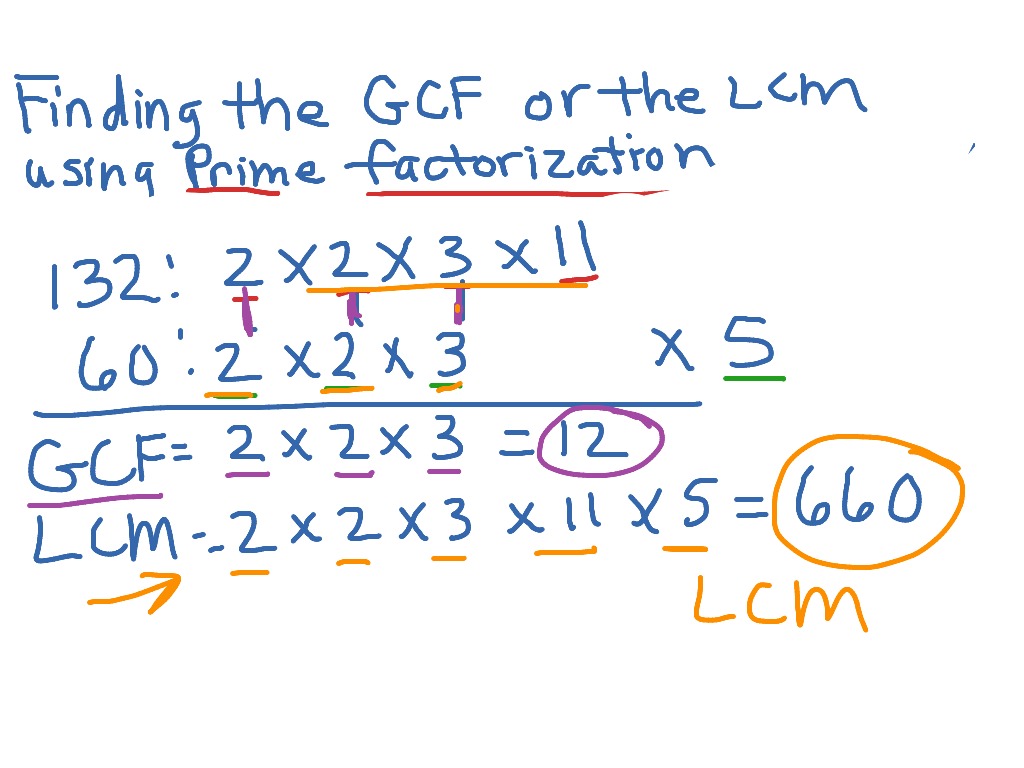 Finding the GCF or the LCM
using Prime factorization
132: 2 x 2 x 3 x 11
60: 2 x 2 x 3 x 5
GCF= 2 x 2 x 3 = 12
LCM = 2 x 2 x 3 x 11 x 5 = 660
LCM